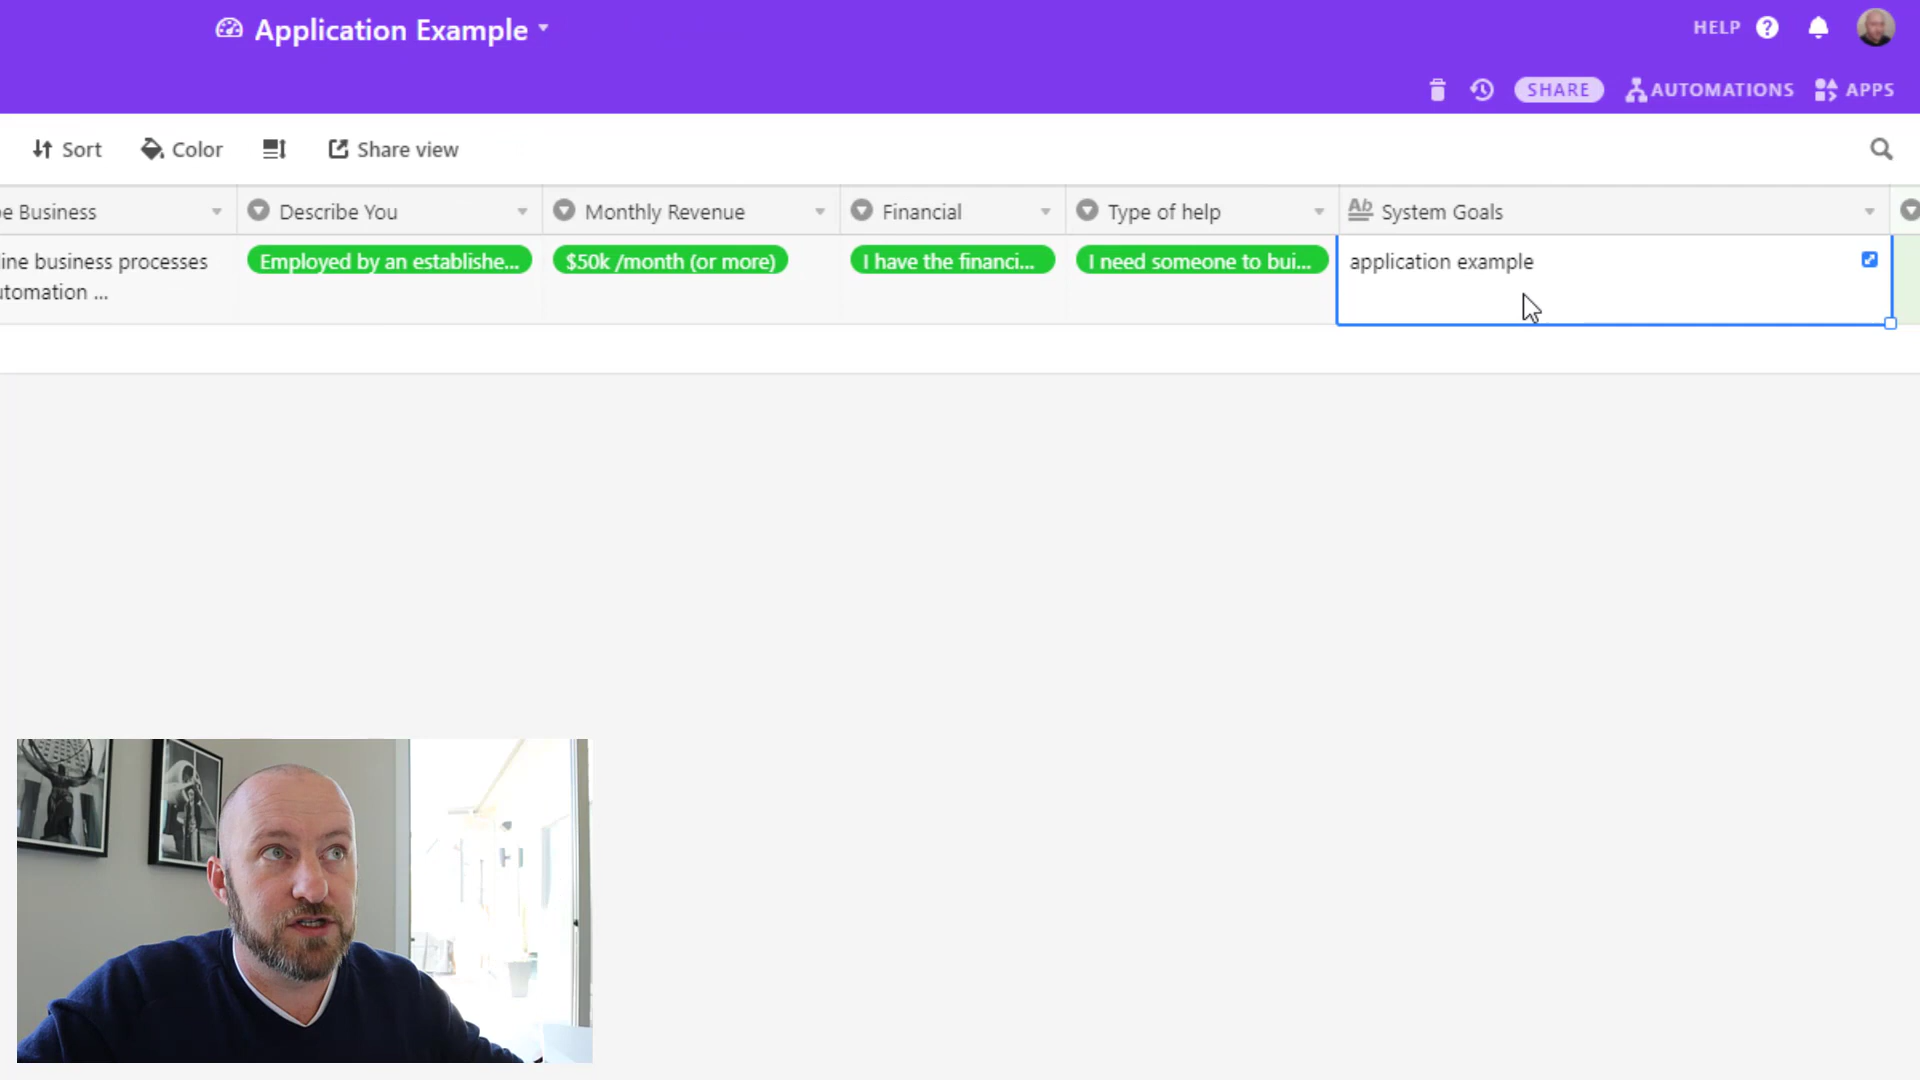 Application Example
HELP
SHARE
AUTOMATIONS
APPS
Sort
Color
Share view
e Business
Describe You
Monthly Revenue
Financial
Type of help
System Goals
ine business processes
utomation ...
Employed by an establishe...
$50k /month (or more)
I have the financi...
I need someone to bui...
application example